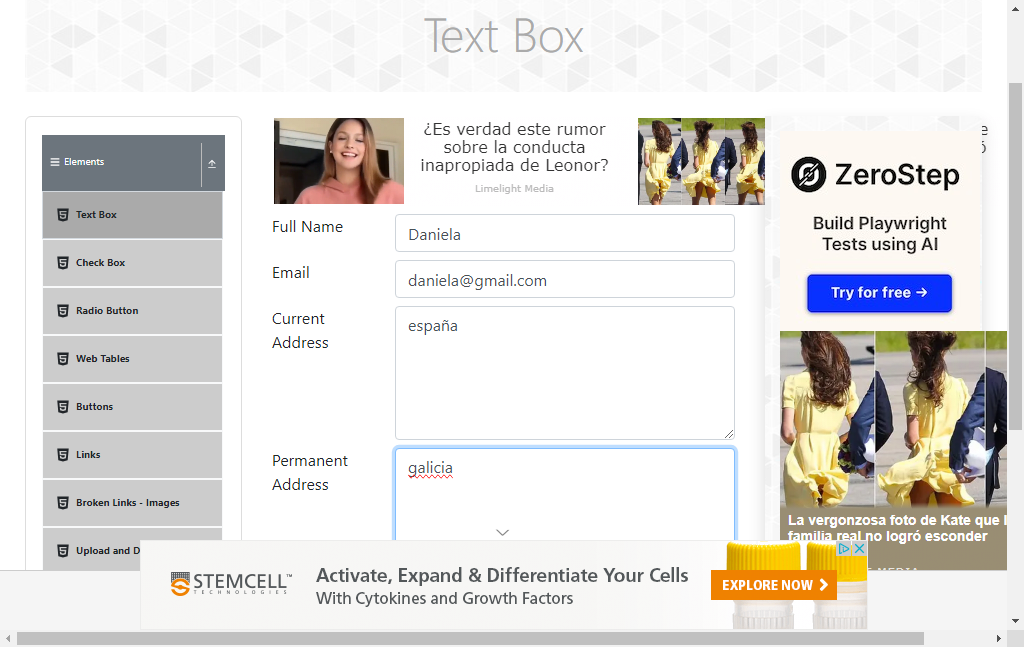 Text Box
Elements
Text Box
Check Box
Radio Button
Web Tables
Buttons
Links
Broken Links - Images
Upload and D
¿Es verdad este rumor
sobre la conducta
inapropiada de Leonor?
Limelight Media
Full Name
Daniela
Email
daniela@gmail.com
Current
Address
españa
Permanent
Address
galicia
ZeroStep
Build Playwright
Tests using AI
Try for free →
La vergonzosa foto de Kate que l
familia real no logró esconder
STEMCELL™
TECHNOLOGIES
Activate, Expand & Differentiate Your Cells
With Cytokines and Growth Factors
EXPLORE NOW